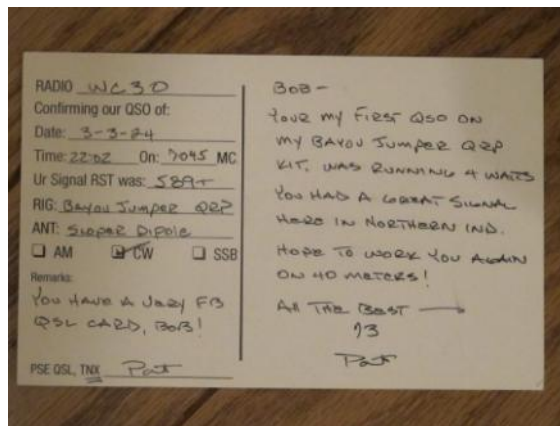 RADIO WC3O
Confirming our QSO of:
Date: 3-3-24
Time: 22:02 On: 7045 MC
Ur Signal RST was: 589+
RIG: BAYOU JUMPER QRP
ANT: SLOPER DIPOLE
AM CW SSB
Remarks:
YOU HAVE A VERY FB
QSL CARD, BOB!
PSE QSL, TNX Pat
BOB-
YOUR MY FIRST QSO ON
MY BAYOU JUMPER QRP
KIT. WAS RUNNING 4 WATTS
YOU HAD A GREAT SIGNAL
HERE IN NORTHERN IND.
HOPE TO WORK YOU AGAIN
ON 40 METERS!
All THE BEST
73
Pat